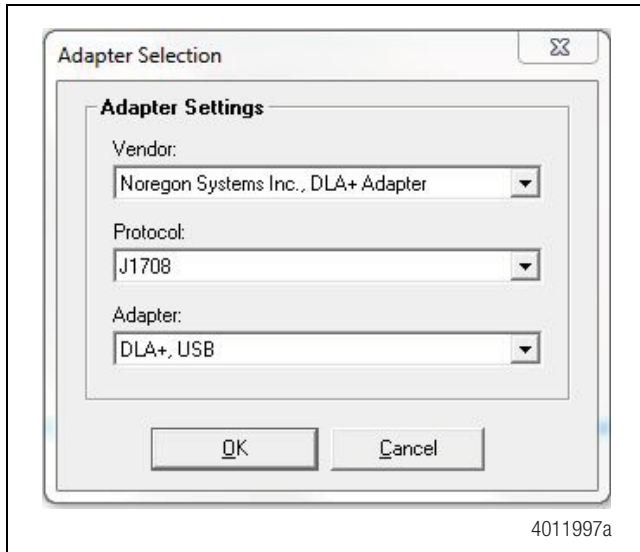 Adapter Selection
Adapter Settings
Vendor:
Noregon Systems Inc., DLA+ Adapter
Protocol:
J1708
Adapter:
DLA+, USB
OK
Cancel
4011997a